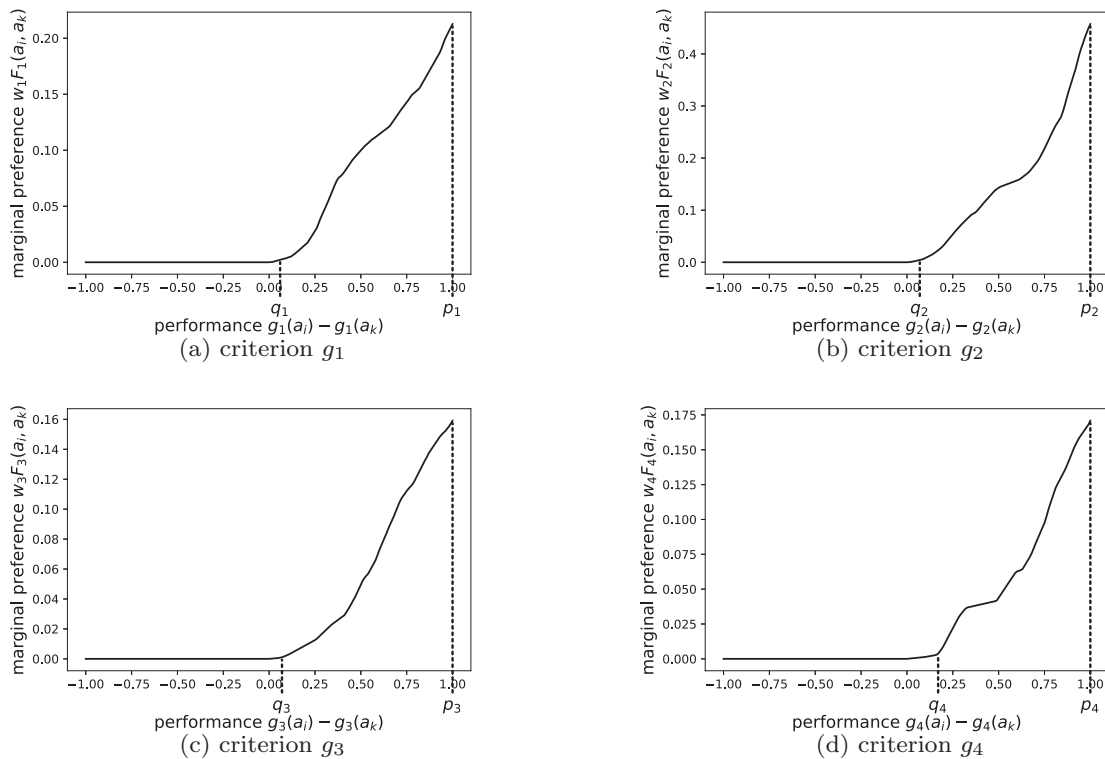 marginal preference w₁F₁(aᵢ, aₖ)
0.20
0.15
0.10
0.05
0.00
−1.00 −0.75 −0.50 −0.25 0.00 0.25 0.50 0.75 1.00
q₁ p₁
performance g₁(aᵢ) − g₁(aₖ)
(a) criterion g₁
marginal preference w₂F₂(aᵢ, aₖ)
0.4
0.3
0.2
0.1
0.0
−1.00 −0.75 −0.50 −0.25 0.00 0.25 0.50 0.75 1.00
q₂ p₂
performance g₂(aᵢ) − g₂(aₖ)
(b) criterion g₂
marginal preference w₃F₃(aᵢ, aₖ)
0.16
0.14
0.12
0.10
0.08
0.06
0.04
0.02
0.00
−1.00 −0.75 −0.50 −0.25 0.00 0.25 0.50 0.75 1.00
q₃ p₃
performance g₃(aᵢ) − g₃(aₖ)
(c) criterion g₃
marginal preference w₄F₄(aᵢ, aₖ)
0.175
0.150
0.125
0.100
0.075
0.050
0.025
0.000
−1.00 −0.75 −0.50 −0.25 0.00 0.25 0.50 0.75 1.00
q₄ p₄
performance g₄(aᵢ) − g₄(aₖ)
(d) criterion g₄